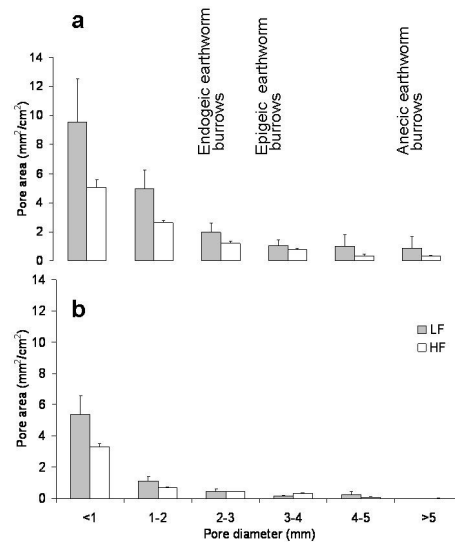 a
Endogeic earthworm
burrows
Epigeic earthworm
burrows
Anecic earthworm
burrows
Pore area (mm²/cm²)
14
12
10
8
6
4
2
0
b
LF
HF
Pore area (mm²/cm²)
14
12
10
8
6
4
2
0
<1
1-2
2-3
3-4
4-5
>5
Pore diameter (mm)